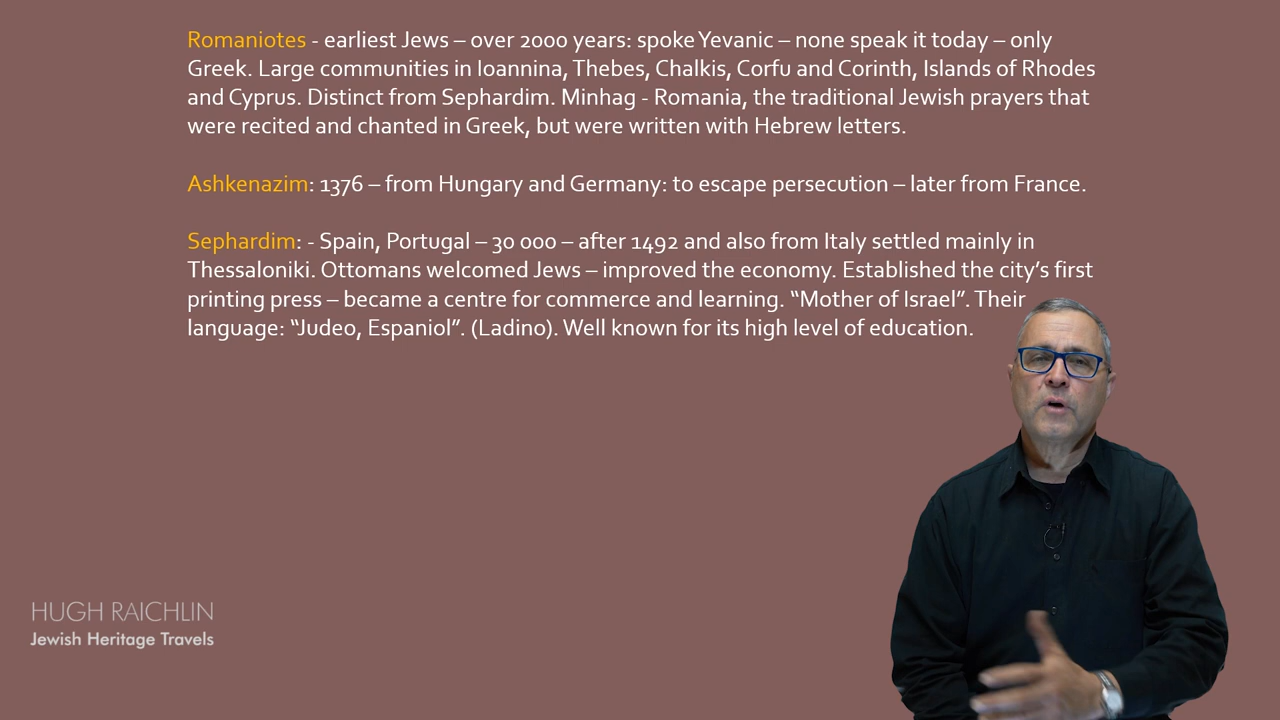 Romaniotes - earliest Jews – over 2000 years: spoke Yevanic – none speak it today – only
Greek. Large communities in Ioannina, Thebes, Chalkis, Corfu and Corinth, Islands of Rhodes
and Cyprus. Distinct from Sephardim. Minhag - Romania, the traditional Jewish prayers that
were recited and chanted in Greek, but were written with Hebrew letters.
Ashkenazim: 1376 – from Hungary and Germany: to escape persecution – later from France.
Sephardim: - Spain, Portugal – 30 000 – after 1492 and also from Italy settled mainly in
Thessaloniki. Ottomans welcomed Jews – improved the economy. Established the city’s first
printing press – became a centre for commerce and learning. “Mother of Israel”. Their
language: “Judeo, Espaniol”. (Ladino). Well known for its high level of education.
HUGH RAICHLIN
Jewish Heritage Travels